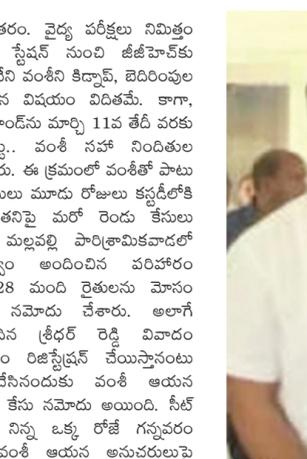 తరం. వైద్య పరీక్షలు నిమిత్తం
స్టేషన్ నుంచి జీజీహెచ్‌కు
వంశీని కిడ్నాప్, బెదిరింపుల
న విషయం విదితమే. కాగా,
మార్చి 11వ తేదీ వరకు
వంశీ సహా నిందితుల
రు. ఈ క్రమంలో వంశీతో పాటు
మూడు రోజులు కస్టడీలోకి
తనిపై మరో రెండు కేసులు
మల్లవల్లి పారిశ్రామికవాడలో
అందించిన పరిహారం
28 మంది రైతులను మోసం
నమోదు చేశారు. అలాగే
శ్రీధర్ రెడ్డి వివాదం
రిజిస్ట్రేషన్ చేయిస్తానంటు
చేసినందుకు వంశీ ఆయన
కేసు నమోదు అయింది. సీట్
నిన్న ఒక్క రోజే గన్నవరం
వంశీ ఆయన అనుచరులుపై